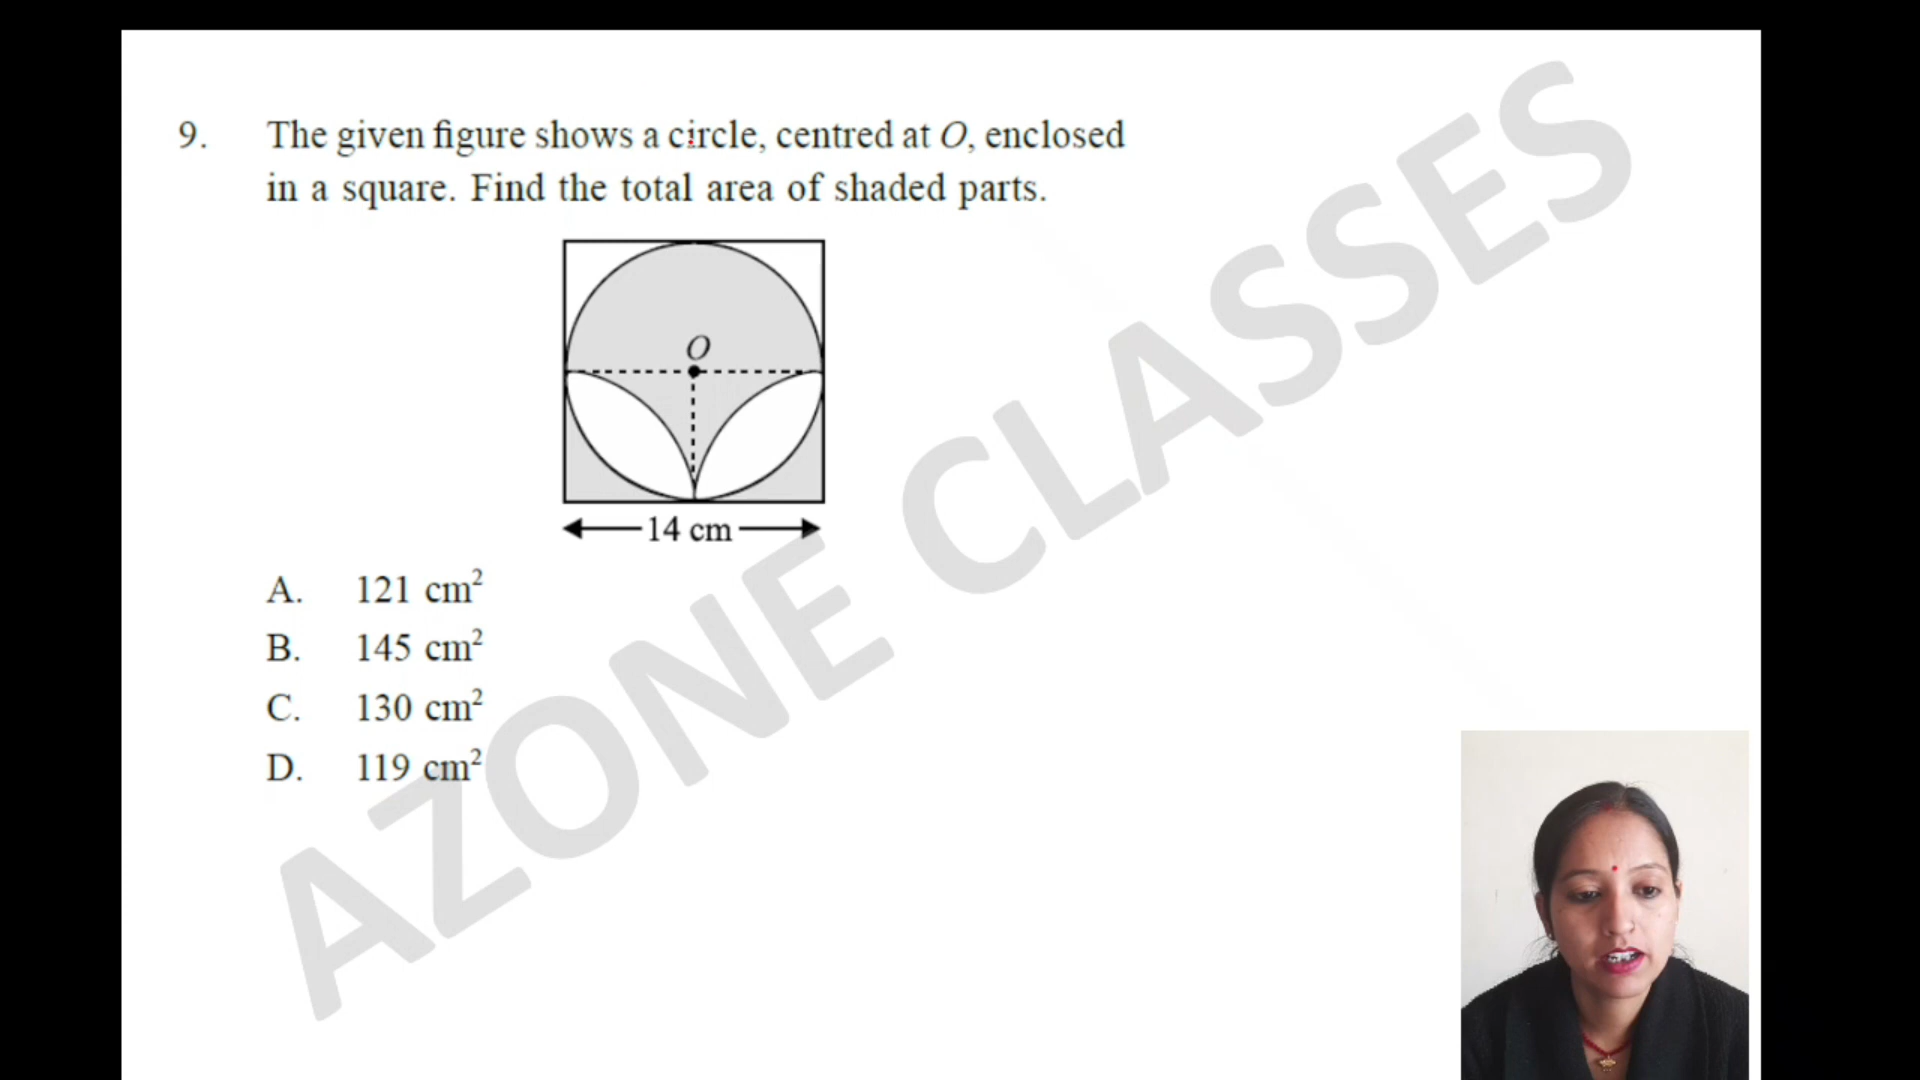 9. The given figure shows a circle, centred at O, enclosed
in a square. Find the total area of shaded parts.
O
14 cm
A. 121 cm²
B. 145 cm²
C. 130 cm²
D. 119 cm²
AZONE CLASSES